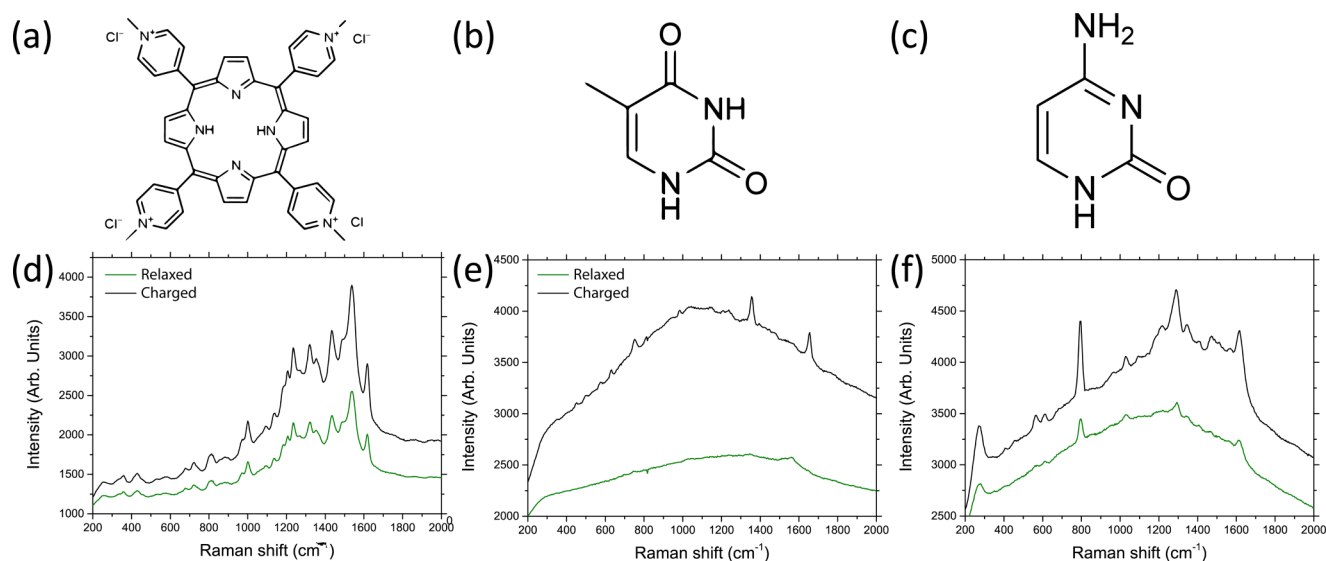 (a)
N⁺
Cl⁻
Cl⁻
N⁺
N
NH
HN
N
Cl⁻
N⁺
N⁺
Cl
(b)
O
NH
N
H
O
(c)
NH₂
N
N
H
O
(d)
Relaxed
Charged
4000
3500
3000
2500
2000
1500
1000
200 400 600 800 1000 1200 1400 1600 1800 2000
0
Intensity (Arb. Units)
Raman shift (cm
(e)
Relaxed
Charged
4500
4000
3500
3000
2500
2000
200 400 600 800 1000 1200 1400 1600 1800 2000
Intensity (Arb. Units)
Raman shift (cm⁻¹)
(f)
5000
4500
4000
3500
3000
2500
200 400 600 800 1000 1200 1400 1600 1800 2000
Intensity (Arb. Units)
Raman shift (cm⁻¹)